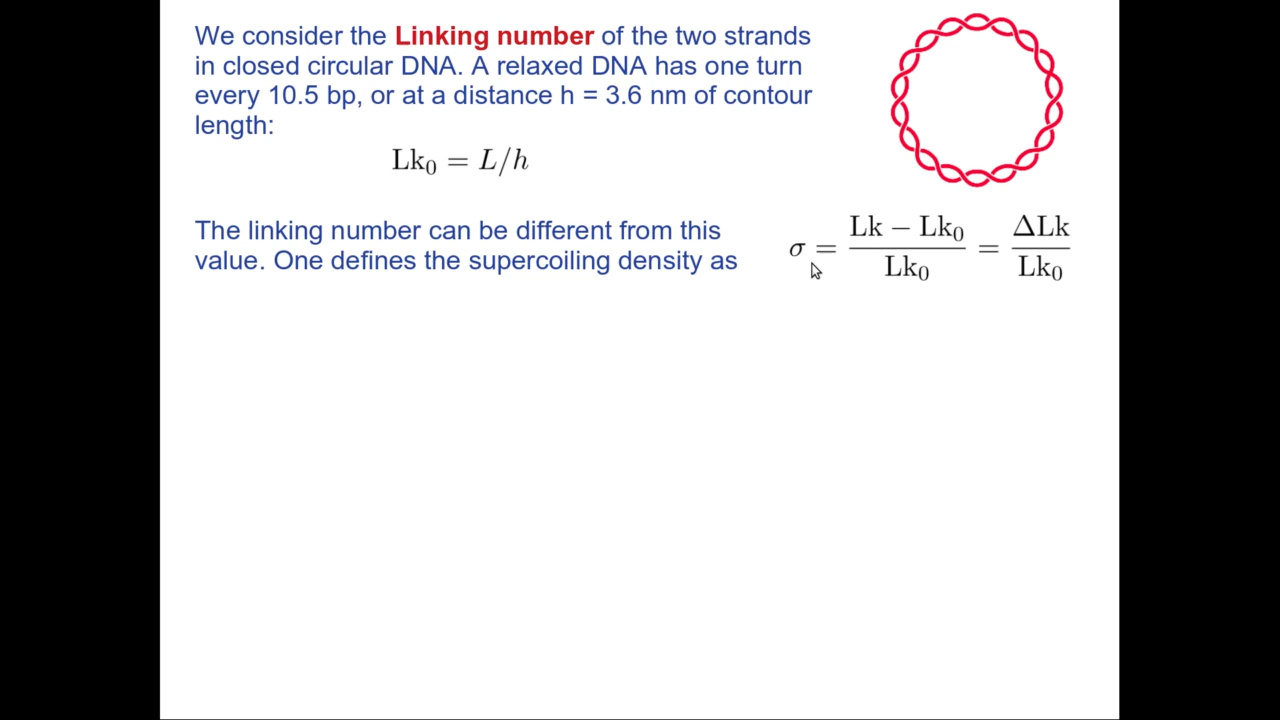 We consider the Linking number of the two strands
in closed circular DNA. A relaxed DNA has one turn
every 10.5 bp, or at a distance h = 3.6 nm of contour
length:
Lk₀ = L/h
The linking number can be different from this
value. One defines the supercoiling density as
σ = (Lk − Lk₀)/Lk₀ = ΔLk/Lk₀